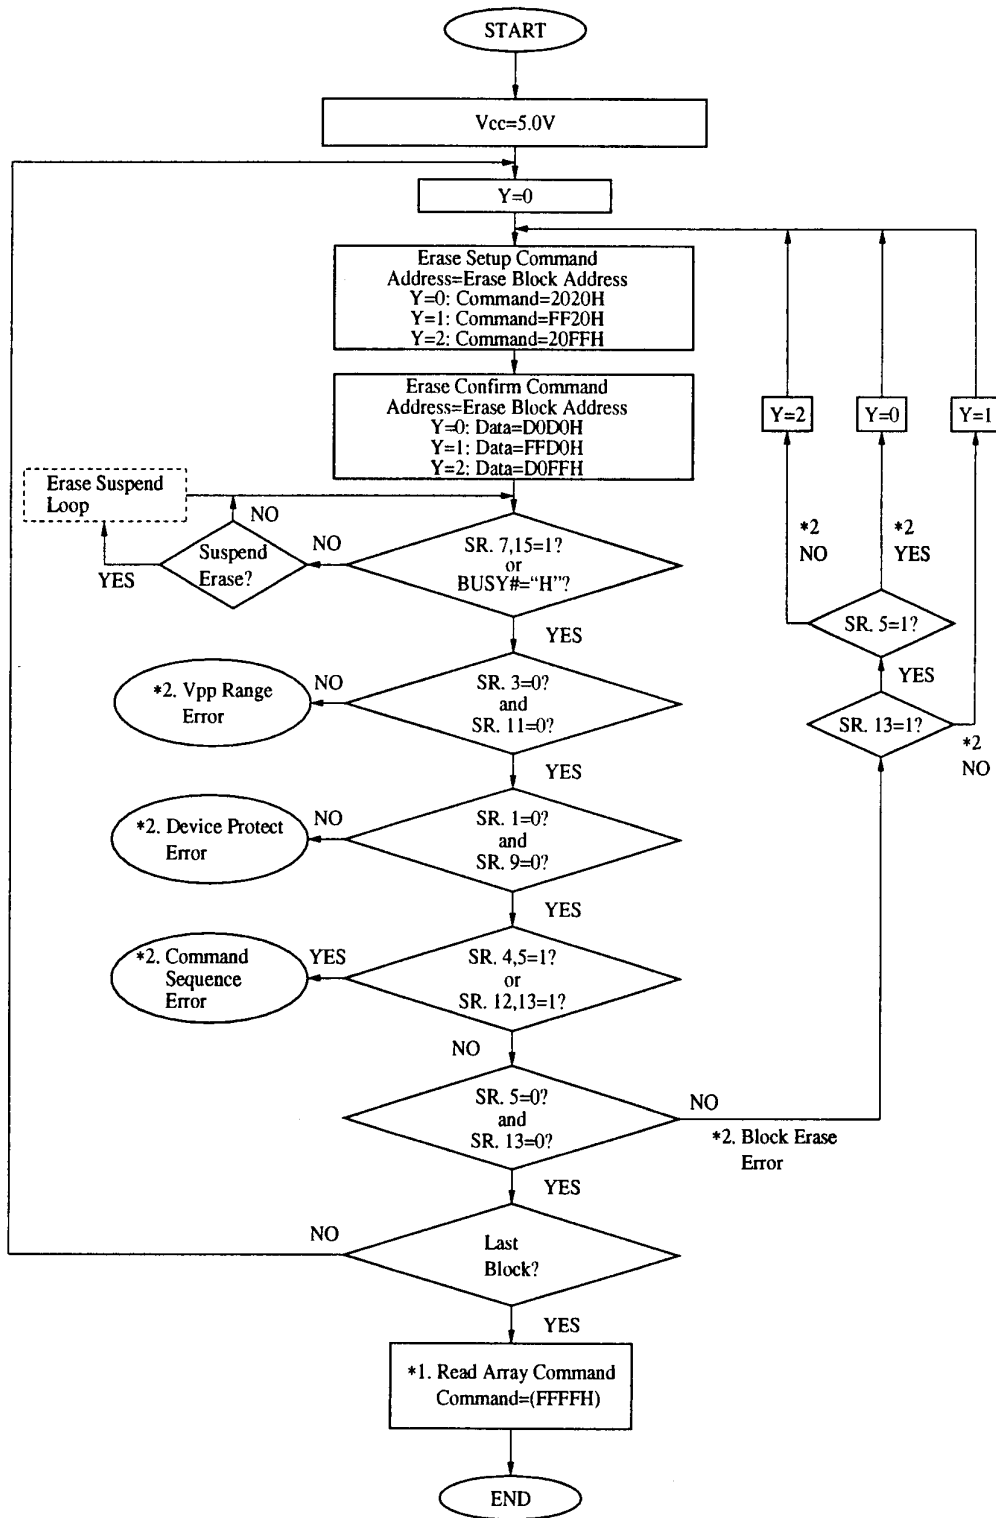 START
Vcc=5.0V
Y=0
Erase Setup Command
Address=Erase Block Address
Y=0: Command=2020H
Y=1: Command=FF20H
Y=2: Command=20FFH
Erase Confirm Command
Address=Erase Block Address
Y=0: Data=D0D0H
Y=1: Data=FFD0H
Y=2: Data=D0FFH
Y=2
Y=0
Y=1
Erase Suspend
Loop
NO
YES
Suspend
Erase?
NO
SR. 7,15=1?
or
BUSY#="H"?
YES
*2
NO
*2
YES
SR. 5=1?
YES
SR. 13=1?
*2
NO
*2. Vpp Range
Error
NO
SR. 3=0?
and
SR. 11=0?
YES
*2. Device Protect
Error
NO
SR. 1=0?
and
SR. 9=0?
YES
*2. Command
Sequence
Error
YES
SR. 4,5=1?
or
SR. 12,13=1?
NO
SR. 5=0?
and
SR. 13=0?
NO
*2. Block Erase
Error
YES
NO
Last
Block?
YES
*1. Read Array Command
Command=(FFFFH)
END